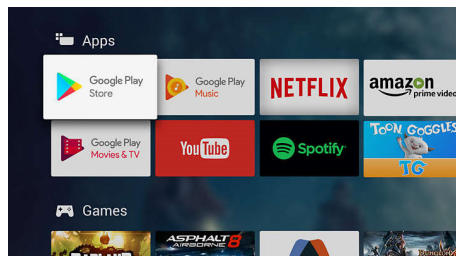 Apps
Google Play
Store
Google Play
Music
NETFLIX
amazon
prime video
Google Play
Movies & TV
YouTube
Spotify
TOON GOGGLES
TG
Games
BADLAND
ASPHALT 8
AIRBORNE